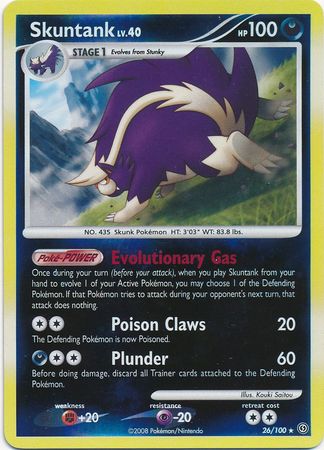 Skuntank LV.40
HP 100
STAGE 1 Evolves from Stunky
NO. 435 Skunk Pokémon HT: 3'03" WT: 83.8 lbs.
Poké-POWER Evolutionary Gas
Once during your turn (before your attack), when you play Skuntank from your
hand to evolve 1 of your Active Pokémon, you may choose 1 of the Defending
Pokémon. If that Pokémon tries to attack during your opponent's next turn, that
attack does nothing.
Poison Claws 20
The Defending Pokémon is now Poisoned.
Plunder 60
Before doing damage, discard all Trainer cards attached to the Defending Pokémon.
Illus. Kouki Saitou
weakness resistance retreat cost
+20 -20
©2008 Pokémon/Nintendo 26/100 ★